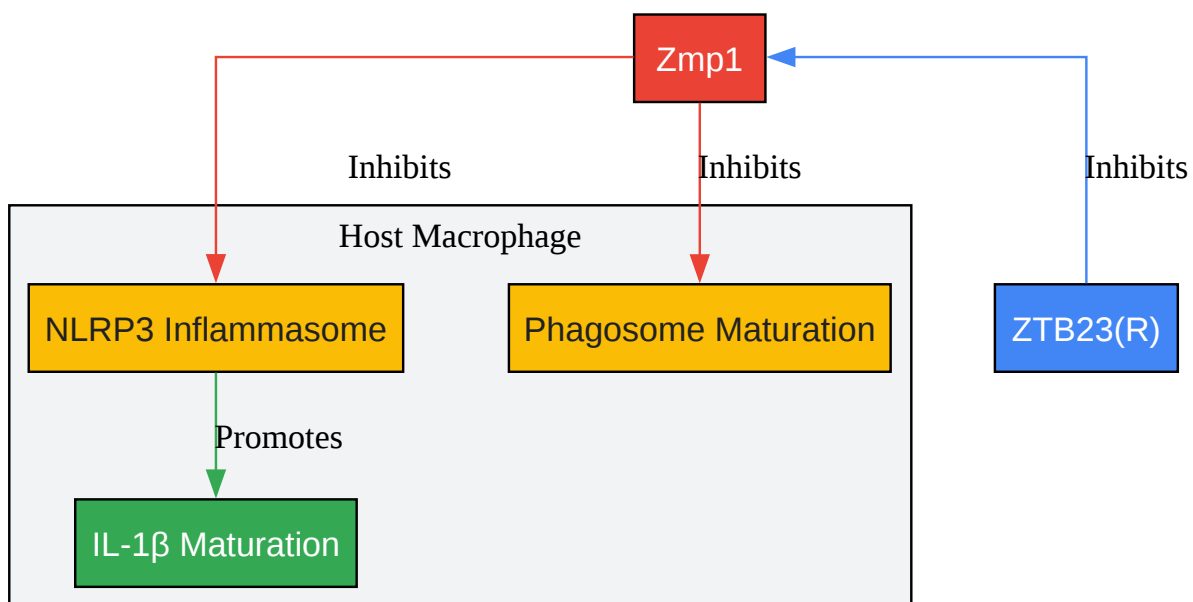 Zmp1
Inhibits
Inhibits
Inhibits
Host Macrophage
NLRP3 Inflammasome
Phagosome Maturation
ZTB23(R)
Promotes
IL-1β Maturation